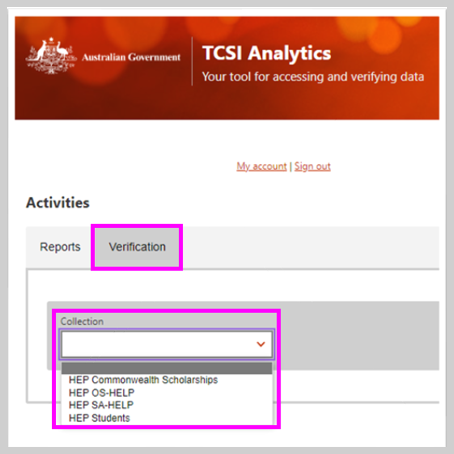 Australian Government
TCSI Analytics
Your tool for accessing and verifying data
My account | Sign out
Activities
Reports
Verification
Collection
HEP Commonwealth Scholarships
HEP OS-HELP
HEP SA-HELP
HEP Students